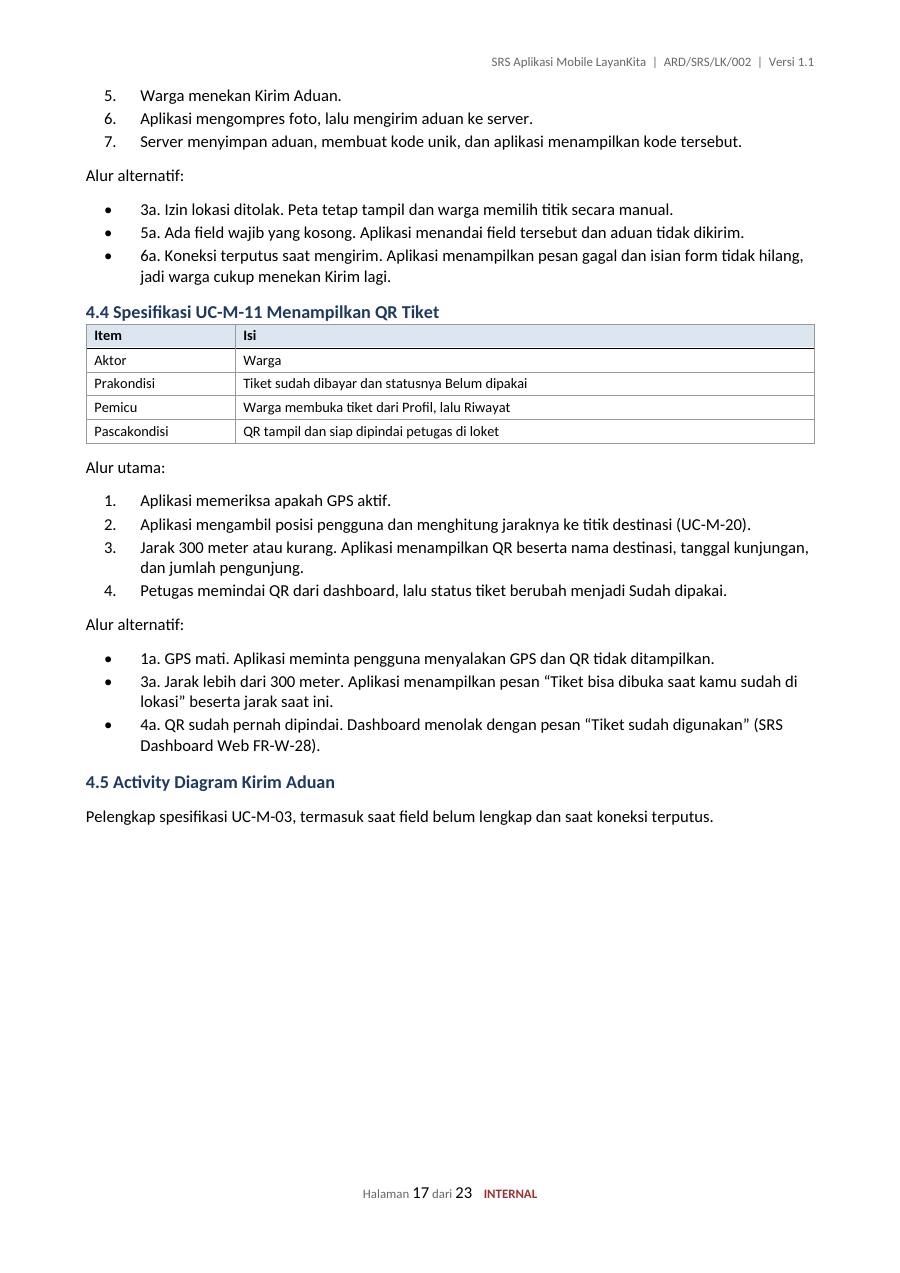 SRS Aplikasi Mobile LayanKita | ARD/SRS/LK/002 | Versi 1.1
5. Warga menekan Kirim Aduan.
6. Aplikasi mengompres foto, lalu mengirim aduan ke server.
7. Server menyimpan aduan, membuat kode unik, dan aplikasi menampilkan kode tersebut.
Alur alternatif:
• 3a. Izin lokasi ditolak. Peta tetap tampil dan warga memilih titik secara manual.
• 5a. Ada field wajib yang kosong. Aplikasi menandai field tersebut dan aduan tidak dikirim.
• 6a. Koneksi terputus saat mengirim. Aplikasi menampilkan pesan gagal dan isian form tidak hilang,
jadi warga cukup menekan Kirim lagi.
4.4 Spesifikasi UC-M-11 Menampilkan QR Tiket
Item Isi
Aktor Warga
Prakondisi Tiket sudah dibayar dan statusnya Belum dipakai
Pemicu Warga membuka tiket dari Profil, lalu Riwayat
Pascakondisi QR tampil dan siap dipindai petugas di loket
Alur utama:
1. Aplikasi memeriksa apakah GPS aktif.
2. Aplikasi mengambil posisi pengguna dan menghitung jaraknya ke titik destinasi (UC-M-20).
3. Jarak 300 meter atau kurang. Aplikasi menampilkan QR beserta nama destinasi, tanggal kunjungan,
dan jumlah pengunjung.
4. Petugas memindai QR dari dashboard, lalu status tiket berubah menjadi Sudah dipakai.
Alur alternatif:
• 1a. GPS mati. Aplikasi meminta pengguna menyalakan GPS dan QR tidak ditampilkan.
• 3a. Jarak lebih dari 300 meter. Aplikasi menampilkan pesan “Tiket bisa dibuka saat kamu sudah di
lokasi” beserta jarak saat ini.
• 4a. QR sudah pernah dipindai. Dashboard menolak dengan pesan “Tiket sudah digunakan” (SRS
Dashboard Web FR-W-28).
4.5 Activity Diagram Kirim Aduan
Pelengkap spesifikasi UC-M-03, termasuk saat field belum lengkap dan saat koneksi terputus.
Halaman 17 dari 23 INTERNAL